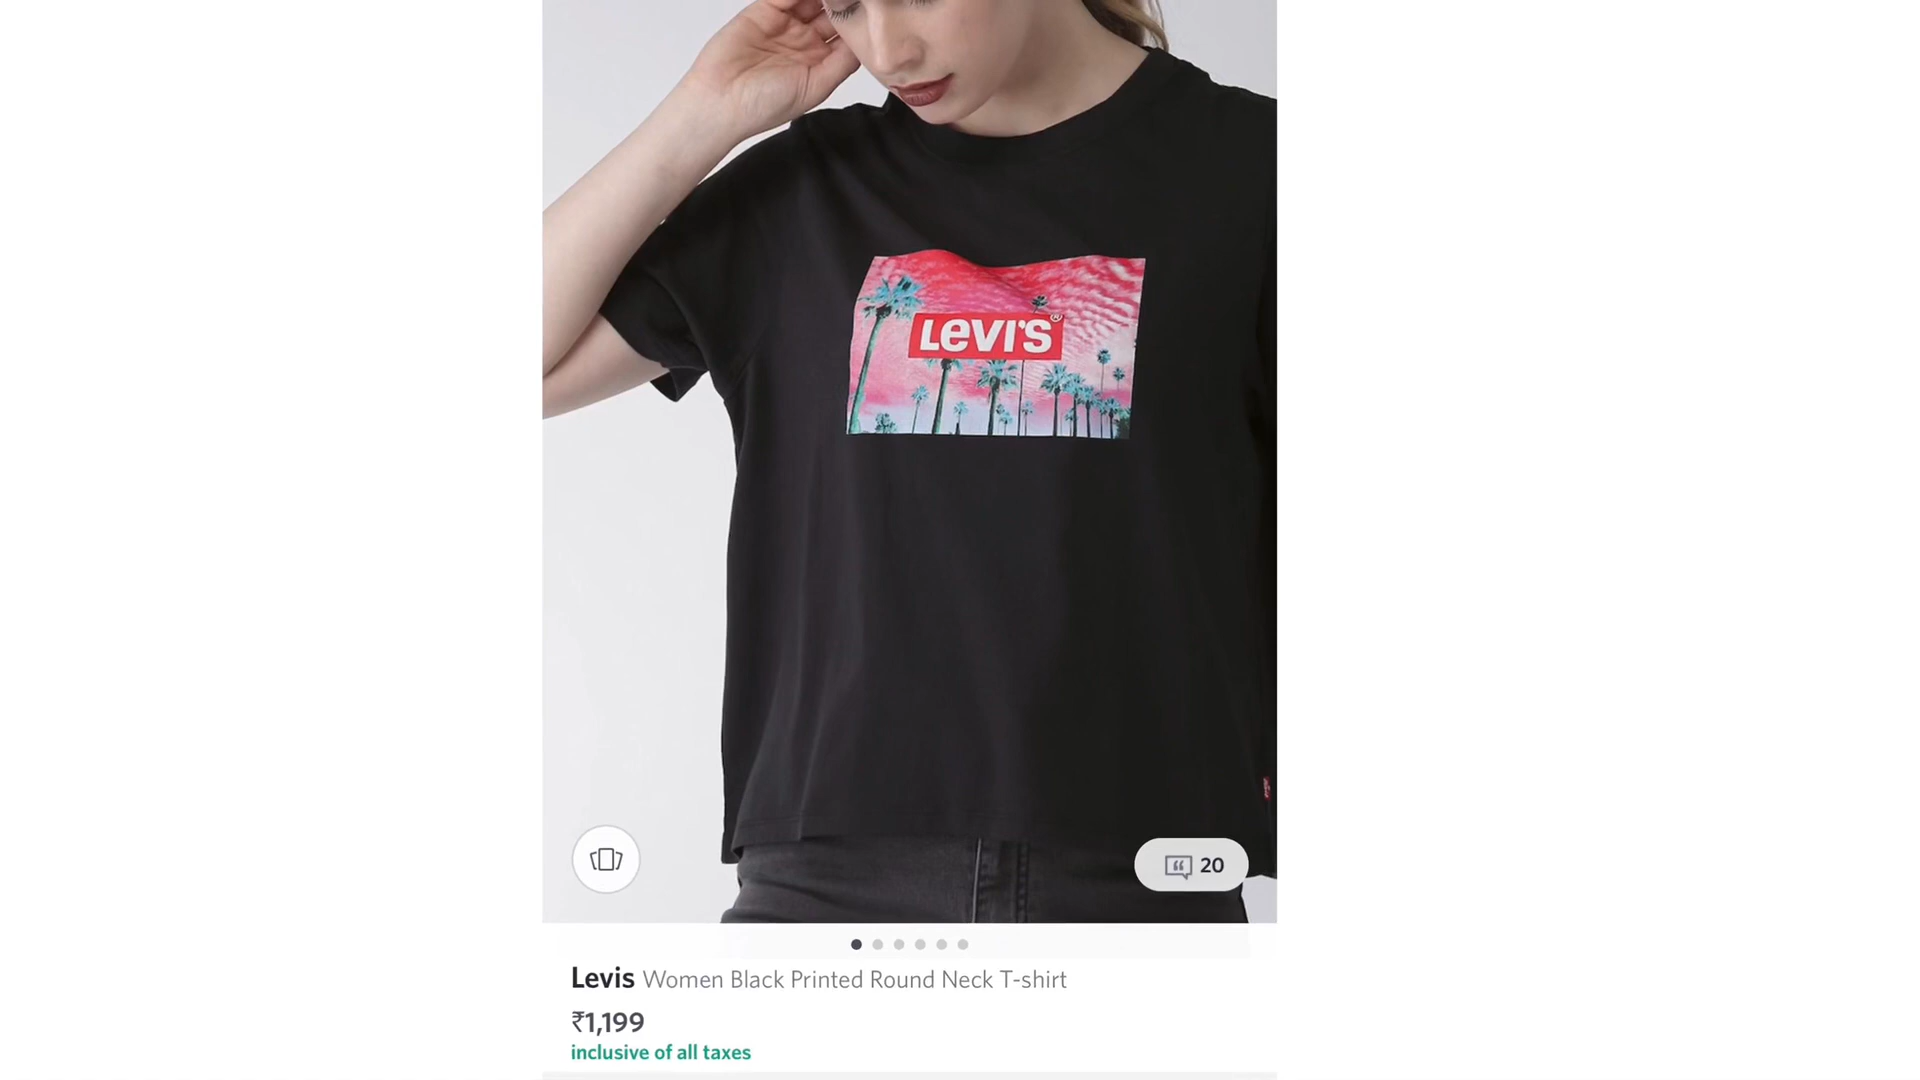 LEVI'S®
20
Levis Women Black Printed Round Neck T-shirt
₹1,199
inclusive of all taxes